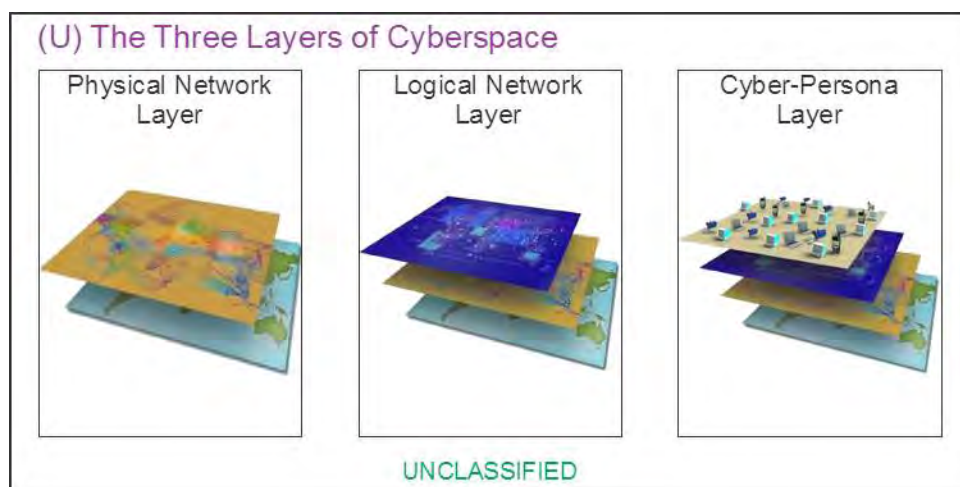 (U) The Three Layers of Cyberspace
Physical Network
Layer
Logical Network
Layer
Cyber-Persona
Layer
UNCLASSIFIED